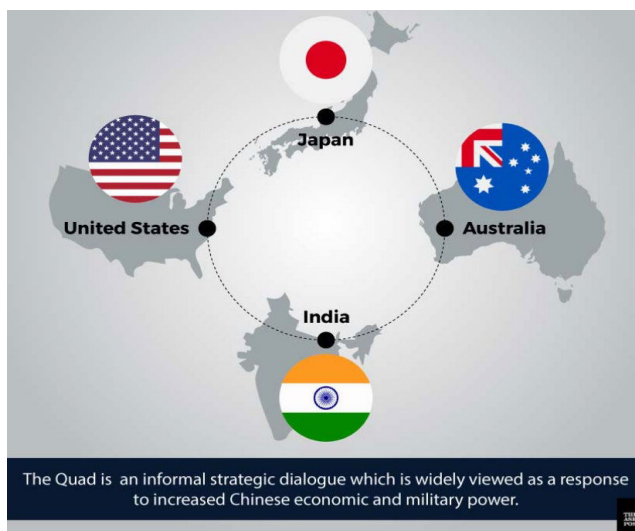 Japan
United States
Australia
India
The Quad is an informal strategic dialogue which is widely viewed as a response
to increased Chinese economic and military power.